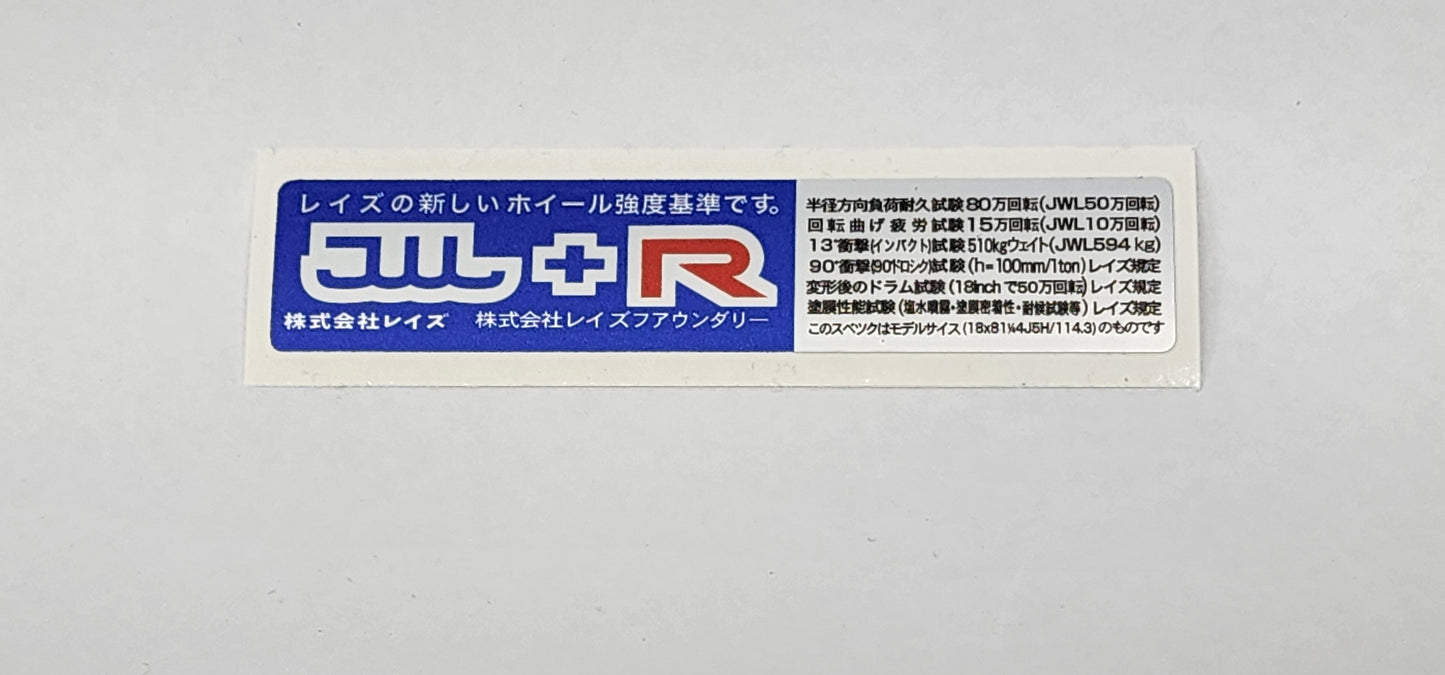 レイズの新しいホイール強度基準です。
JWL+R
株式会社レイズ 株式会社レイズフアウンダリー
半径方向負荷耐久試験80万回転(JWL50万回転)
回転曲げ疲労試験15万回転(JWL10万回転)
13°衝撃(インパクト)試験510kgウェイト(JWL594kg)
90°衝撃(90°ドロシク)試験(h=100mm/1ton)レイズ規定
変形後のドラム試験(18inchで50万回転)レイズ規定
塗膜性能試験(塩水噴霧・塗膜密着性・耐候試験等)レイズ規定
このスペツクはモデルサイズ(18x81¼4J5H/114.3)のものです